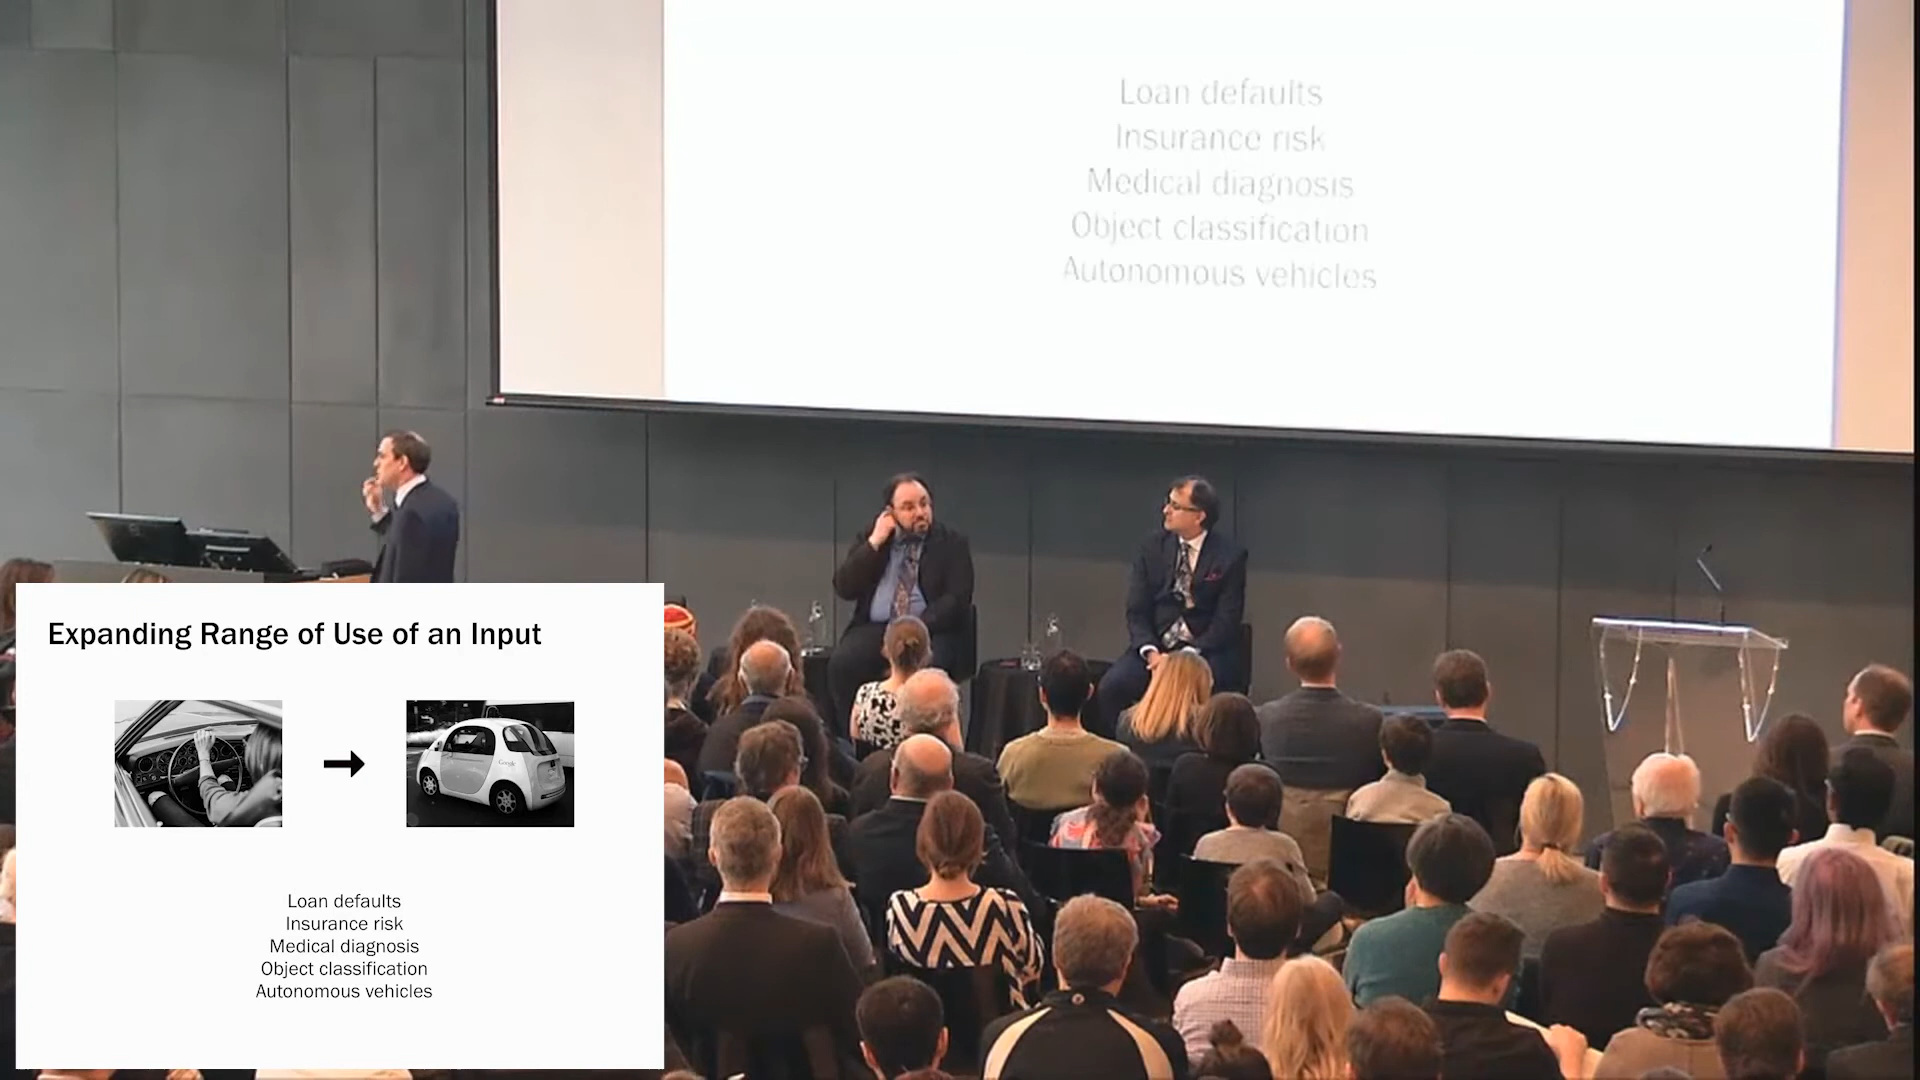 Loan defaults
Insurance risk
Medical diagnosis
Object classification
Autonomous vehicles
Expanding Range of Use of an Input
Google
Loan defaults
Insurance risk
Medical diagnosis
Object classification
Autonomous vehicles